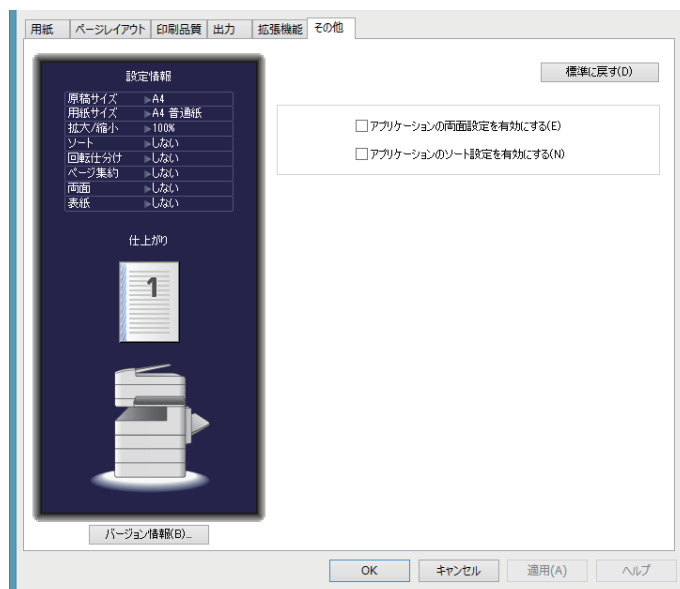 用紙 ページレイアウト 印刷品質 出力 拡張機能 その他
設定情報
原稿サイズ ▶A4
用紙サイズ ▶A4 普通紙
拡大/縮小 ▶100%
ソート ▶しない
回転仕分け ▶しない
ページ集約 ▶しない
両面 ▶しない
表紙 ▶しない
仕上がり
1
バージョン情報(B)...
標準に戻す(D)
アプリケーションの両面設定を有効にする(E)
アプリケーションのソート設定を有効にする(N)
OK キャンセル 適用(A) ヘルプ